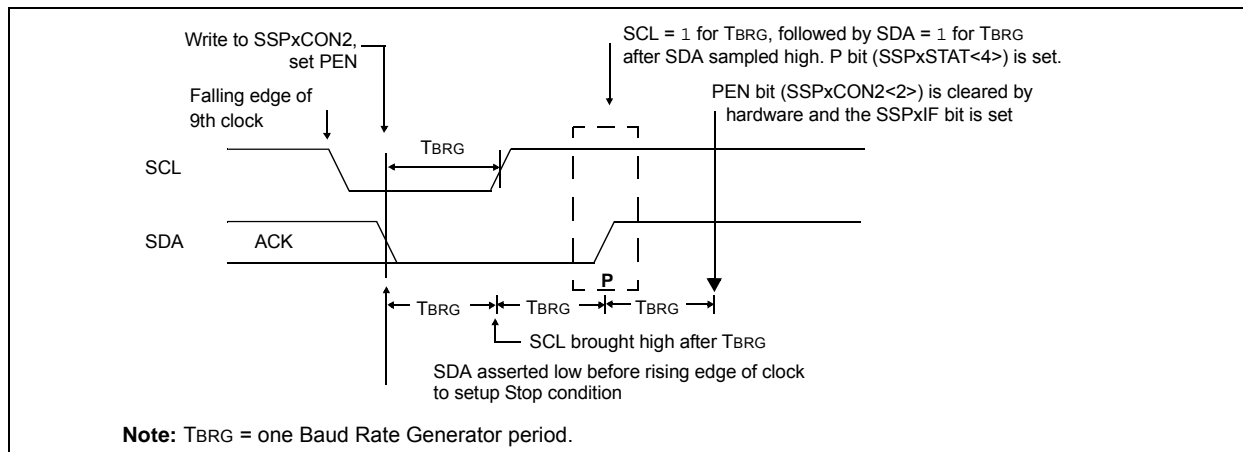 Write to SSPxCON2,
set PEN
SCL = 1 for TBRG, followed by SDA = 1 for TBRG
after SDA sampled high. P bit (SSPxSTAT<4>) is set.
Falling edge of
9th clock
PEN bit (SSPxCON2<2>) is cleared by
hardware and the SSPxIF bit is set
TBRG
SCL
SDA
ACK
P
TBRG
TBRG
TBRG
SCL brought high after TBRG
SDA asserted low before rising edge of clock
to setup Stop condition
Note: TBRG = one Baud Rate Generator period.